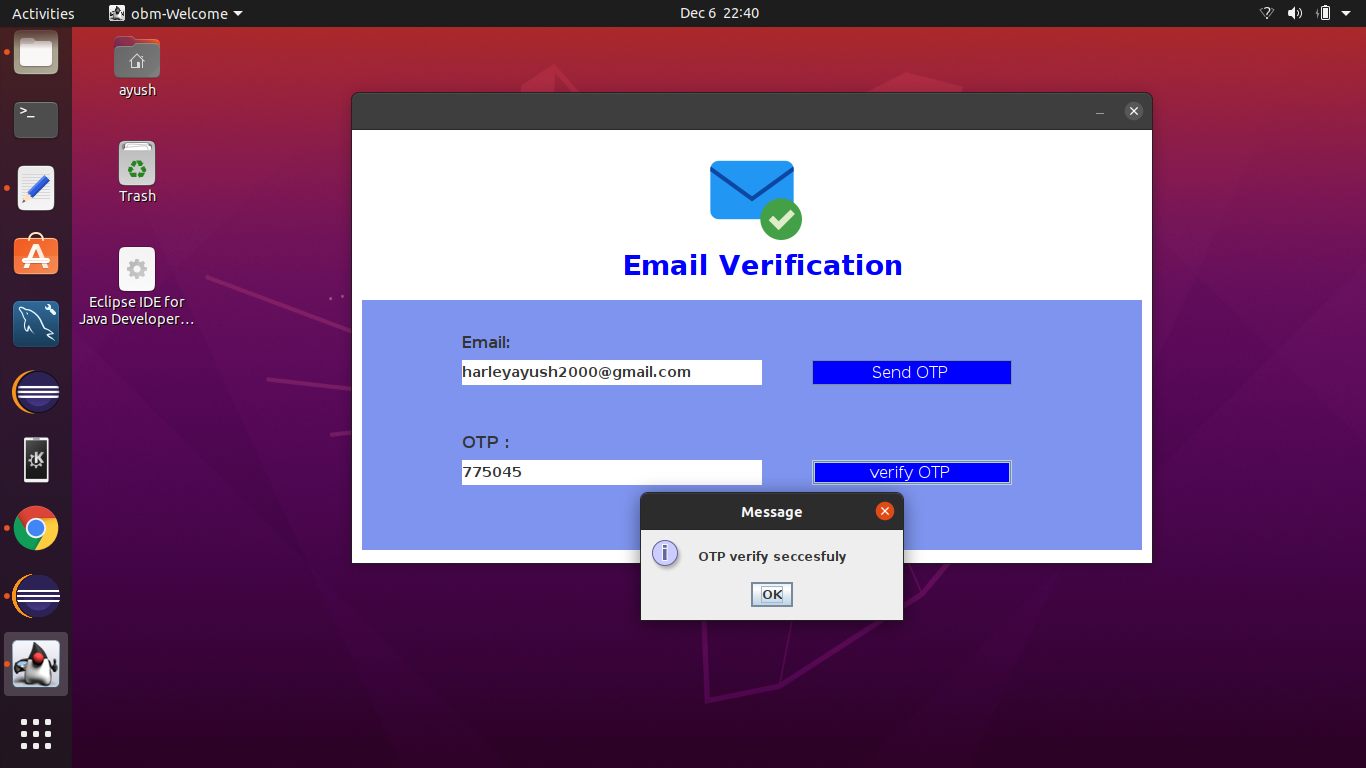 Activities
obm-Welcome
Dec 6 22:40
ayush
Trash
Eclipse IDE for
Java Developer…
>_
A
K
Email Verification
Email:
harleyayush2000@gmail.com
Send OTP
OTP :
775045
verify OTP
Message
i
OTP verify seccesfuly
OK